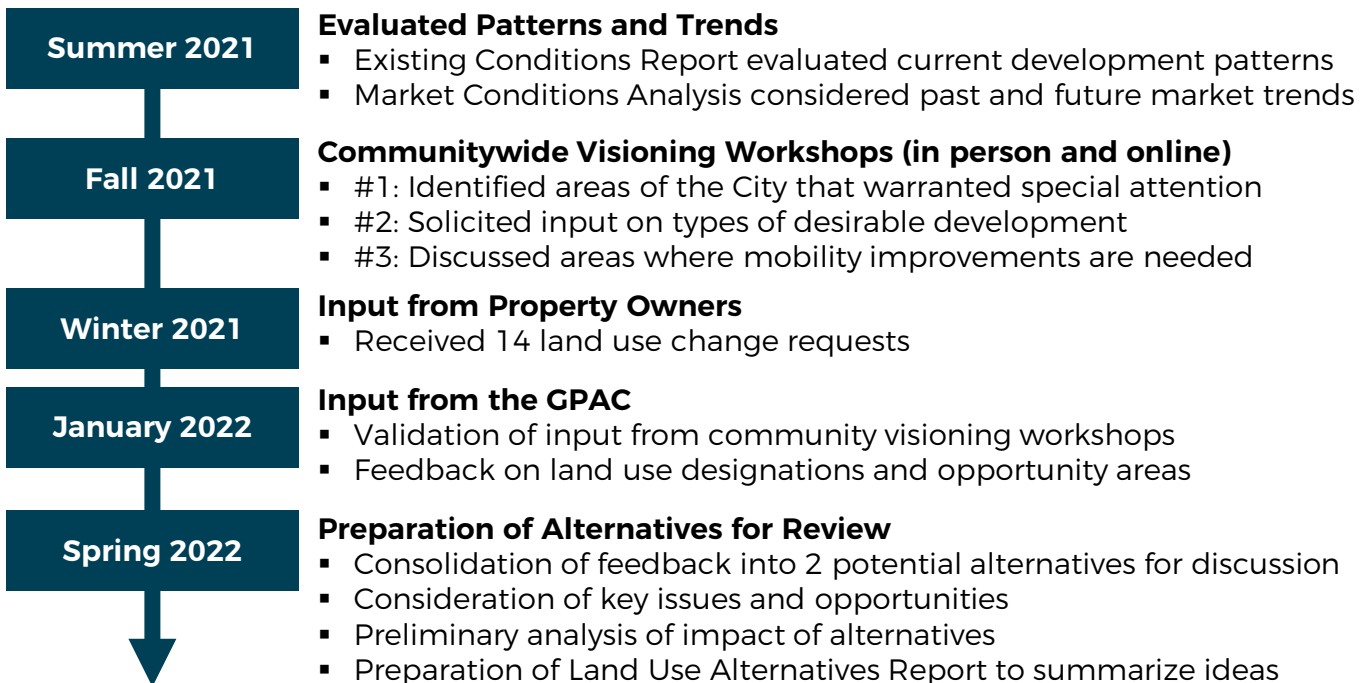 Summer 2021
Evaluated Patterns and Trends
▪ Existing Conditions Report evaluated current development patterns
▪ Market Conditions Analysis considered past and future market trends
Fall 2021
Communitywide Visioning Workshops (in person and online)
▪ #1: Identified areas of the City that warranted special attention
▪ #2: Solicited input on types of desirable development
▪ #3: Discussed areas where mobility improvements are needed
Winter 2021
Input from Property Owners
▪ Received 14 land use change requests
January 2022
Input from the GPAC
▪ Validation of input from community visioning workshops
▪ Feedback on land use designations and opportunity areas
Spring 2022
Preparation of Alternatives for Review
▪ Consolidation of feedback into 2 potential alternatives for discussion
▪ Consideration of key issues and opportunities
▪ Preliminary analysis of impact of alternatives
▪ Preparation of Land Use Alternatives Report to summarize ideas